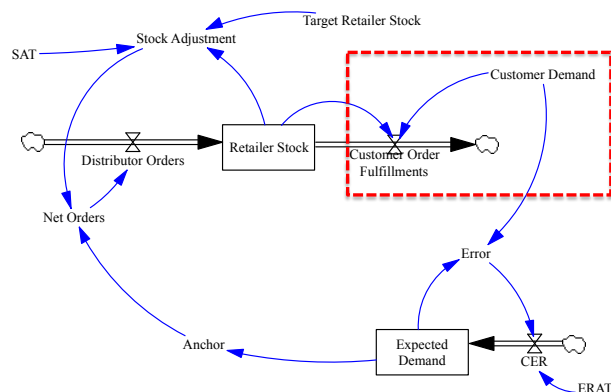 Target Retailer Stock
Stock Adjustment
SAT
Customer Demand
Distributor Orders
Retailer Stock
Customer Order
Fulfillments
Net Orders
Error
Anchor
Expected
Demand
CER
ERAT